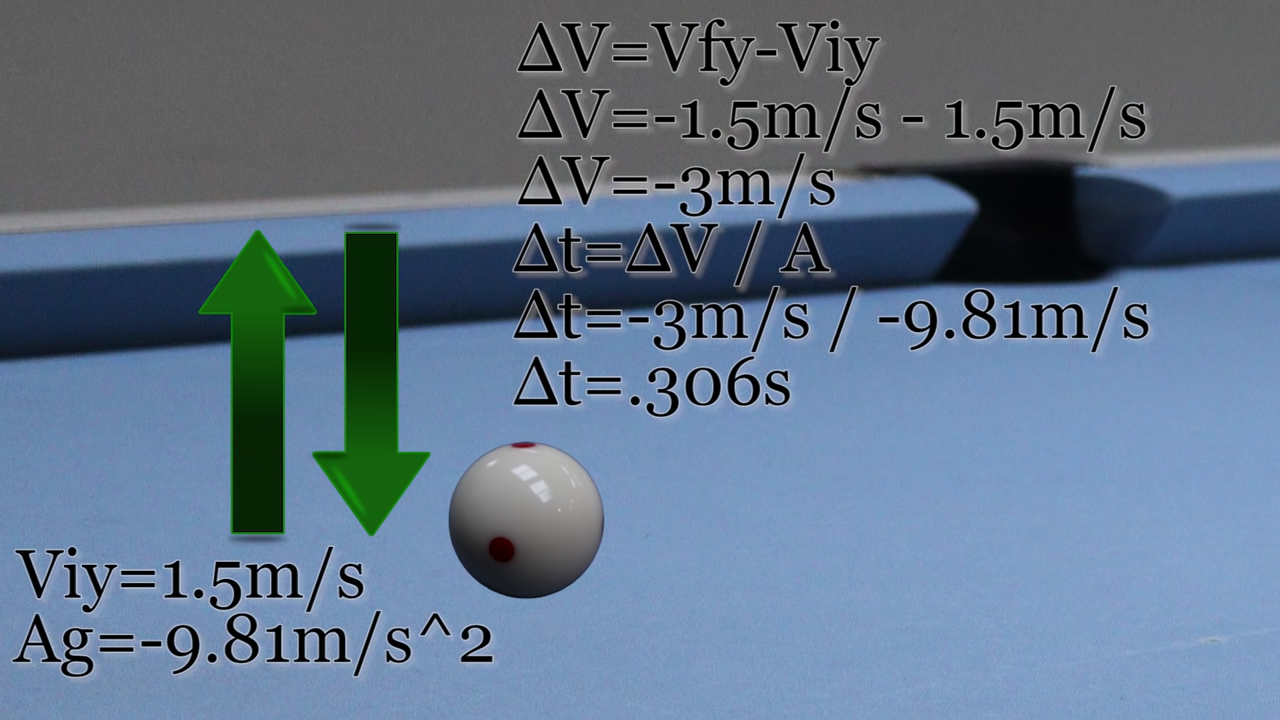 ΔV=Vfy-Viy
ΔV=-1.5m/s - 1.5m/s
ΔV=-3m/s
Δt=ΔV / A
Δt=-3m/s / -9.81m/s
Δt=.306s
Viy=1.5m/s
Ag=-9.81m/s^2